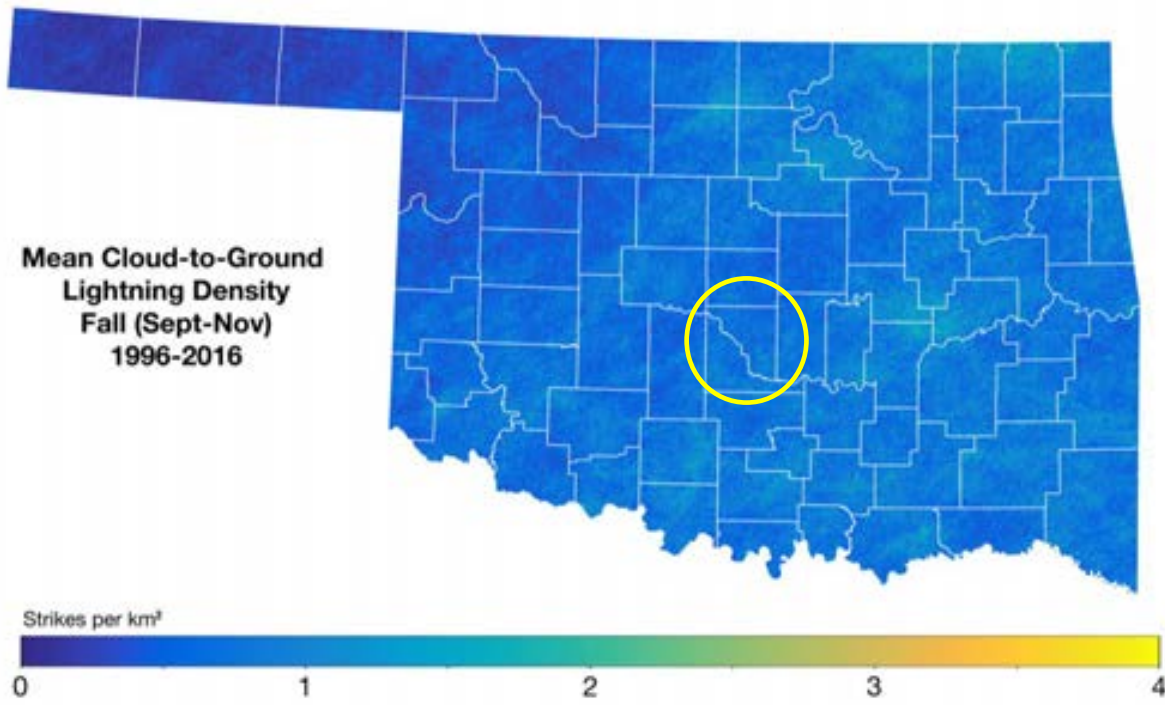 Mean Cloud-to-Ground
Lightning Density
Fall (Sept-Nov)
1996-2016
Strikes per km²
0 1 2 3 4